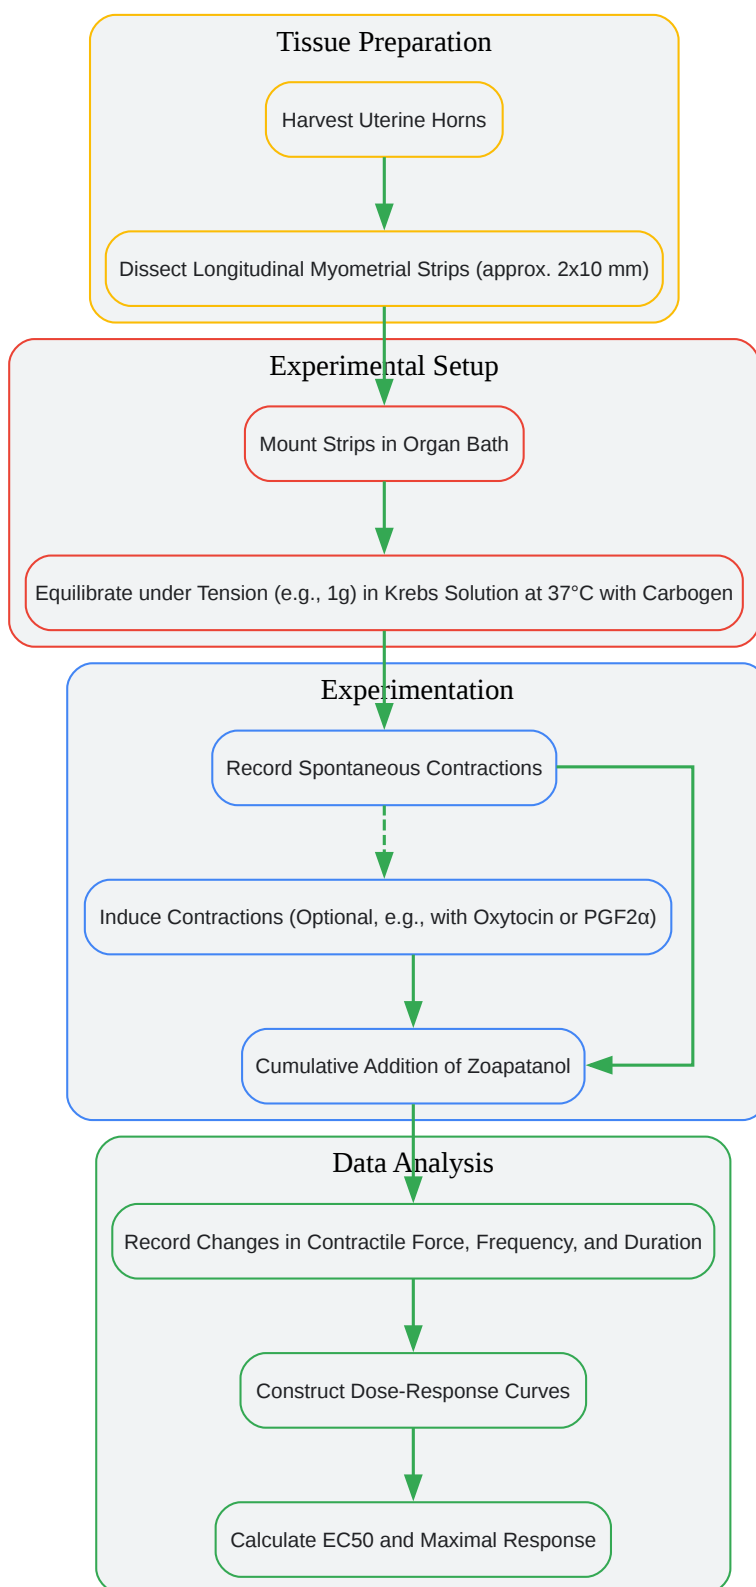 Tissue Preparation
Harvest Uterine Horns
Dissect Longitudinal Myometrial Strips (approx. 2x10 mm)
Experimental Setup
Mount Strips in Organ Bath
Equilibrate under Tension (e.g., 1g) in Krebs Solution at 37°C with Carbogen
Experimentation
Record Spontaneous Contractions
Induce Contractions (Optional, e.g., with Oxytocin or PGF2α)
Cumulative Addition of Zoapatanol
Data Analysis
Record Changes in Contractile Force, Frequency, and Duration
Construct Dose-Response Curves
Calculate EC50 and Maximal Response